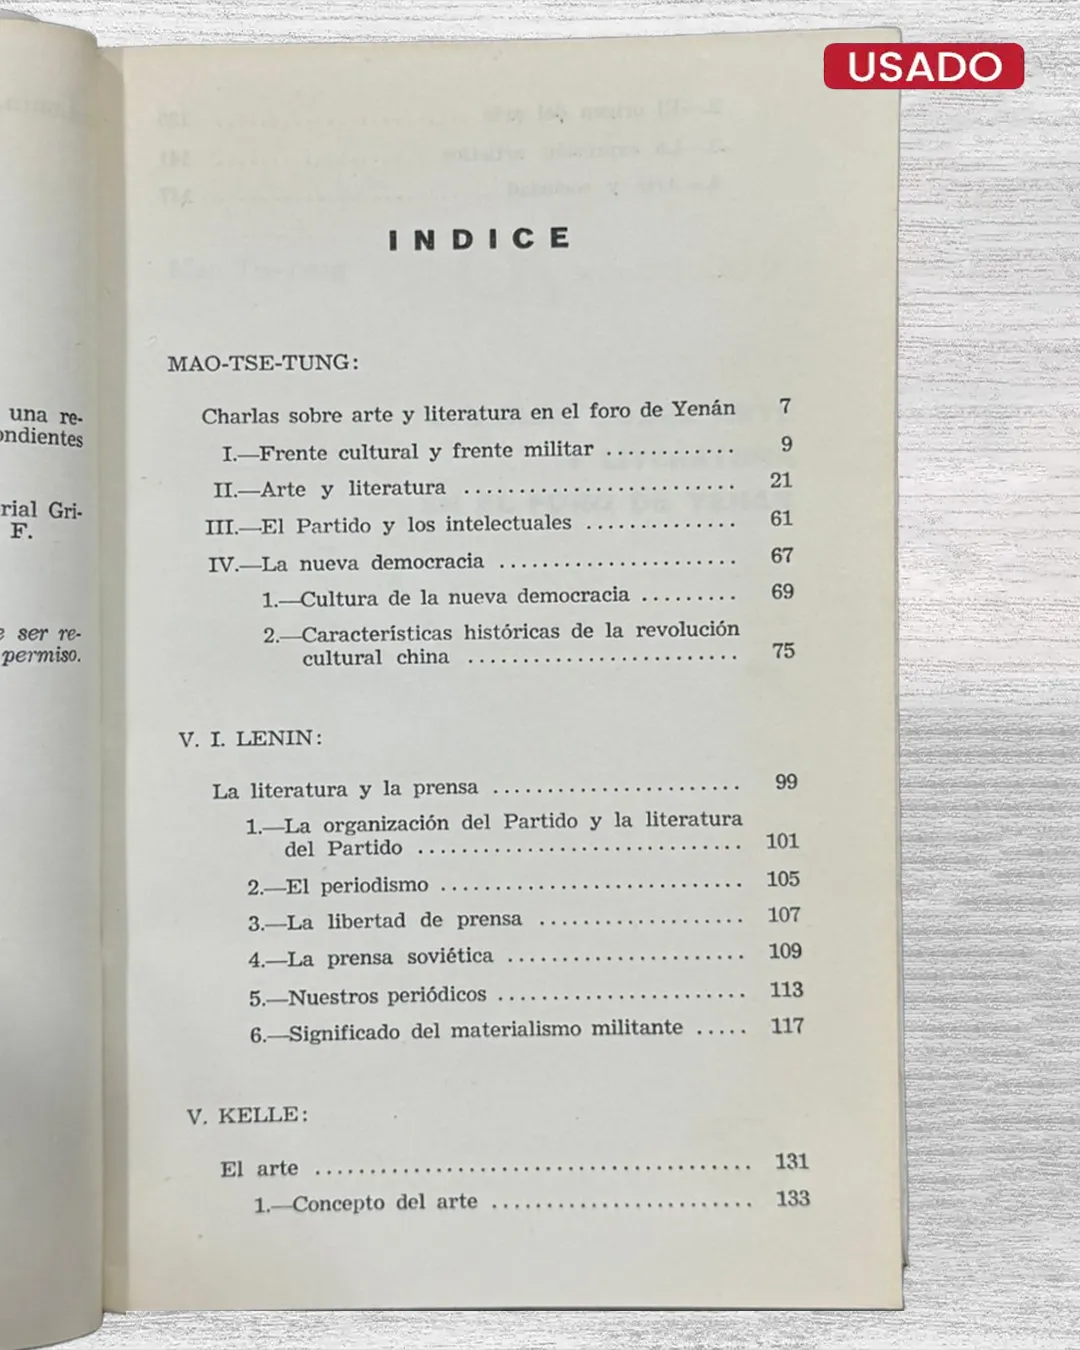 USADO
una re-
ondientes
rial Gri-
F.
ser re-
permiso.
INDICE
MAO-TSE-TUNG:
Charlas sobre arte y literatura en el foro de Yenán 7
I.—Frente cultural y frente militar ............ 9
II.—Arte y literatura ......................... 21
III.—El Partido y los intelectuales .............. 61
IV.—La nueva democracia ...................... 67
1.—Cultura de la nueva democracia ......... 69
2.—Características históricas de la revolución
cultural china ......................... 75
V. I. LENIN:
La literatura y la prensa ....................... 99
1.—La organización del Partido y la literatura
del Partido .............................. 101
2.—El periodismo ............................ 105
3.—La libertad de prensa ................... 107
4.—La prensa soviética ...................... 109
5.—Nuestros periódicos ....................... 113
6.—Significado del materialismo militante ..... 117
V. KELLE:
El arte ........................................ 131
1.—Concepto del arte ........................ 133